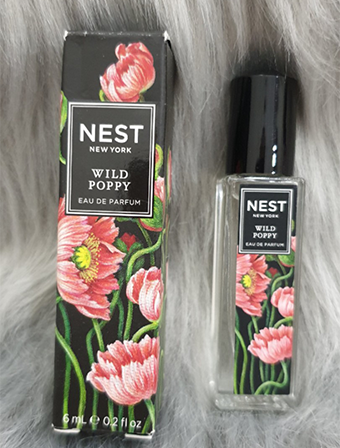 NEST
NEW YORK
WILD
POPPY
EAU DE PARFUM
6 mL ℮ 0.2 fl oz
NEST
NEW YORK
WILD
POPPY
EAU DE PARFUM